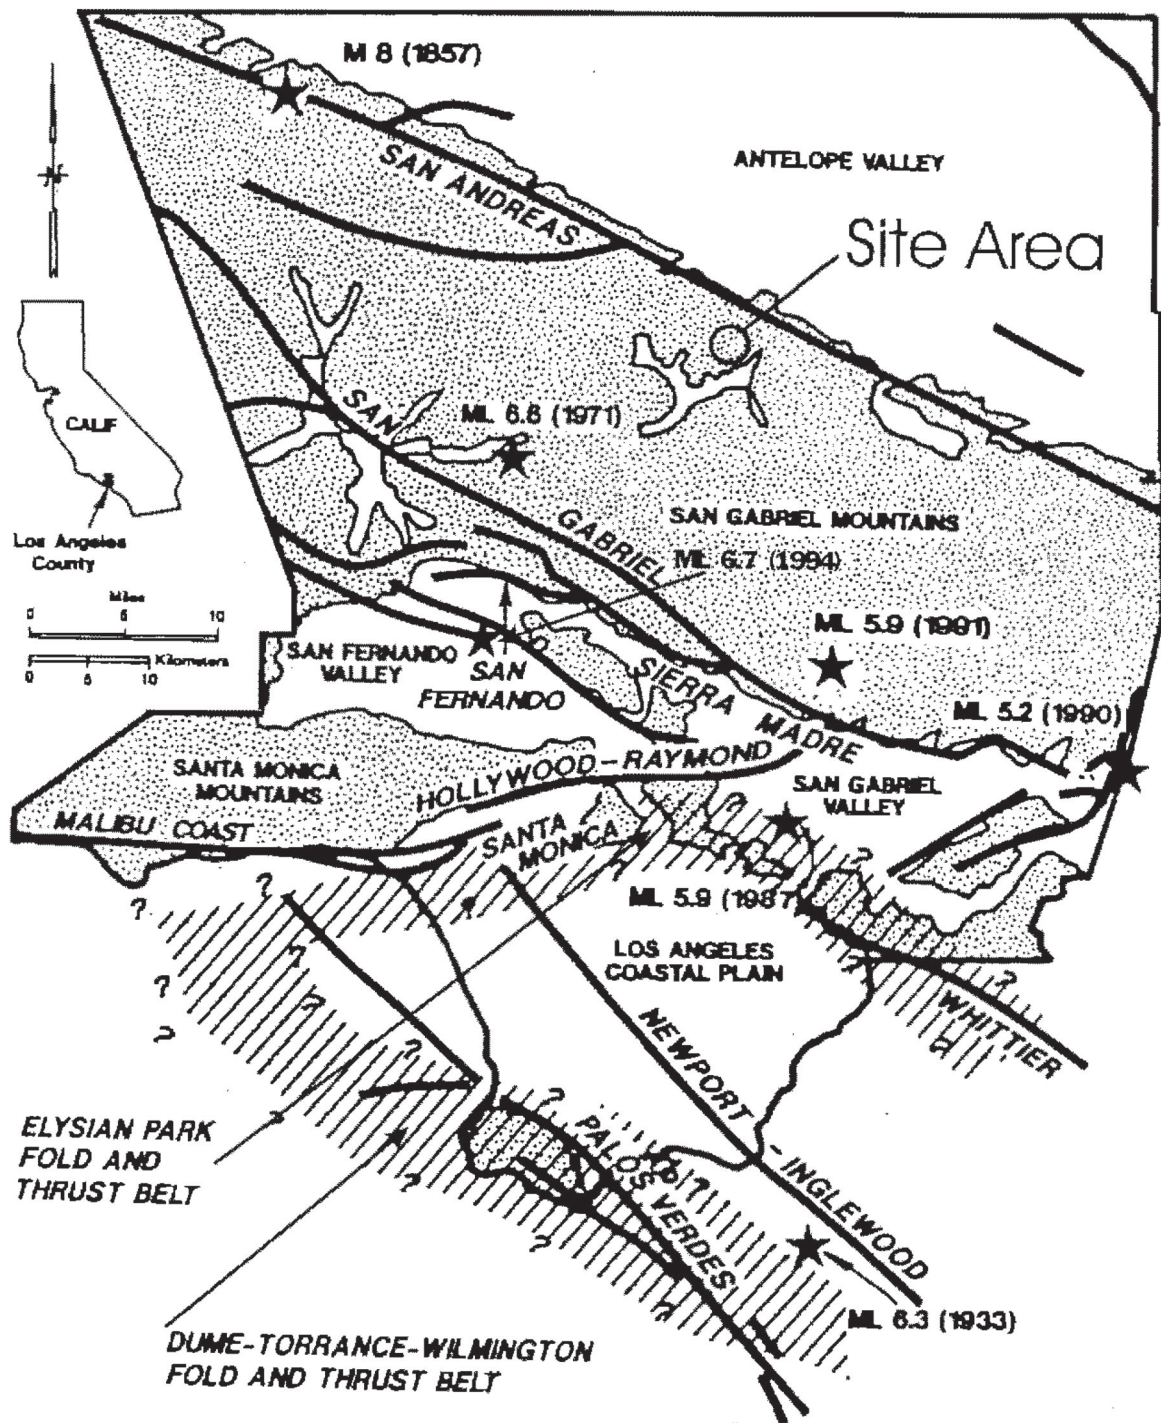 M 8 (1857)
SAN ANDREAS
ANTELOPE VALLEY
Site Area
N
CALIF
Los Angeles
County
Miles
0 5 10
Kilometers
0 5 10
ML 6.6 (1971)
SAN GABRIEL
SAN GABRIEL MOUNTAINS
ML 6.7 (1994)
ML 5.9 (1991)
SAN FERNANDO
VALLEY
SAN
FERNANDO
SIERRA MADRE
ML 5.2 (1990)
SANTA MONICA
MOUNTAINS
HOLLYWOOD-RAYMOND
SAN GABRIEL
VALLEY
MALIBU COAST
SANTA
MONICA
ML 5.9 (1987)
LOS ANGELES
COASTAL PLAIN
WHITTIER
NEWPORT - INGLEWOOD
PALOS VERDES
ELYSIAN PARK
FOLD AND
THRUST BELT
ML 6.3 (1933)
DUME-TORRANCE-WILMINGTON
FOLD AND THRUST BELT
? ? ? ? ? ? ? ? ? ? ? ? ? ? ? ? ? ?